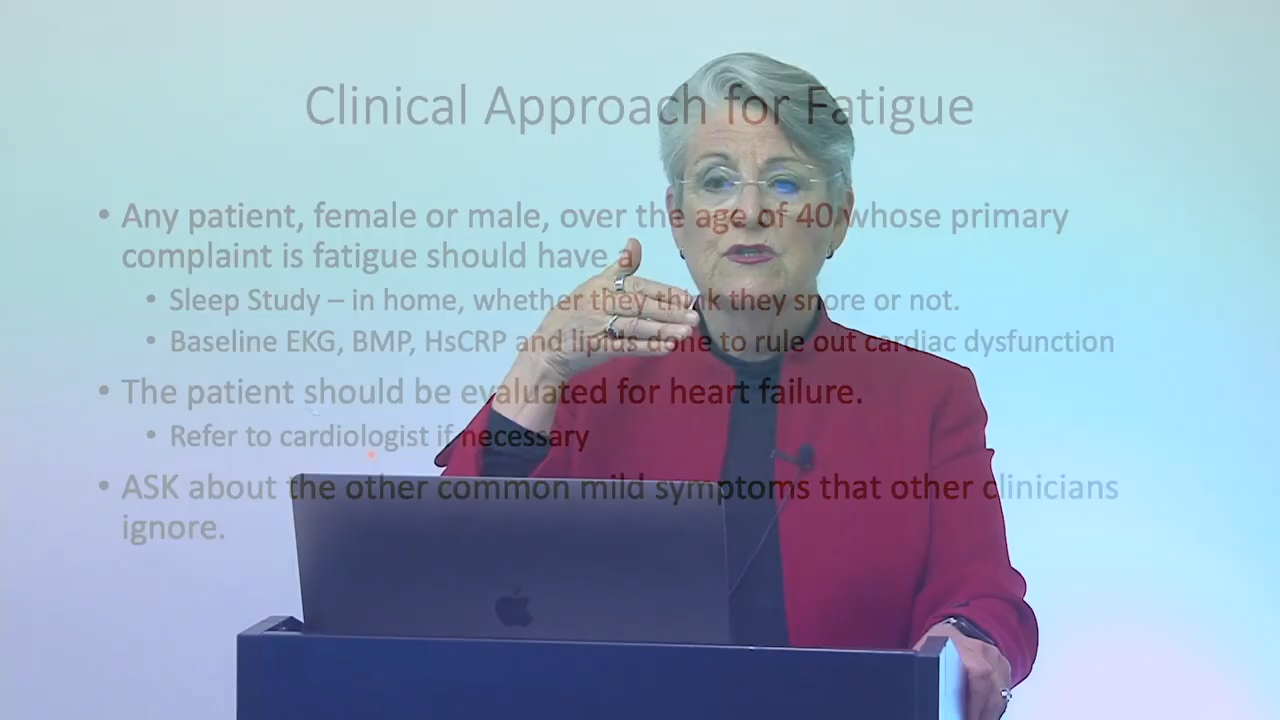 Clinical Approach for Fatigue
• Any patient, female or male, over the age of 40 whose primary
complaint is fatigue should have a
• Sleep Study – in home, whether they think they snore or not.
• Baseline EKG, BMP, HsCRP and lipids done to rule out cardiac dysfunction
• The patient should be evaluated for heart failure.
• Refer to cardiologist if necessary
• ASK about the other common mild symptoms that other clinicians
ignore.